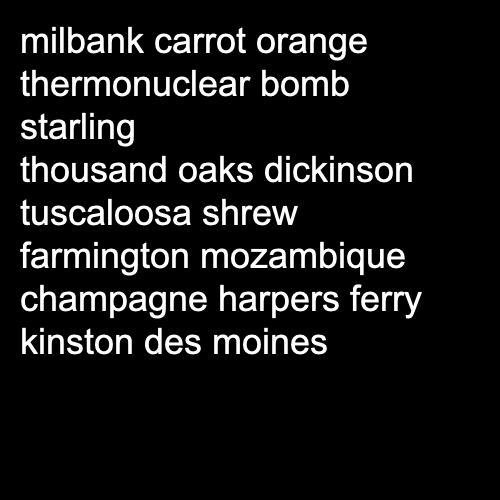 milbank carrot orange
thermonuclear bomb
starling
thousand oaks dickinson
tuscaloosa shrew
farmington mozambique
champagne harpers ferry
kinston des moines